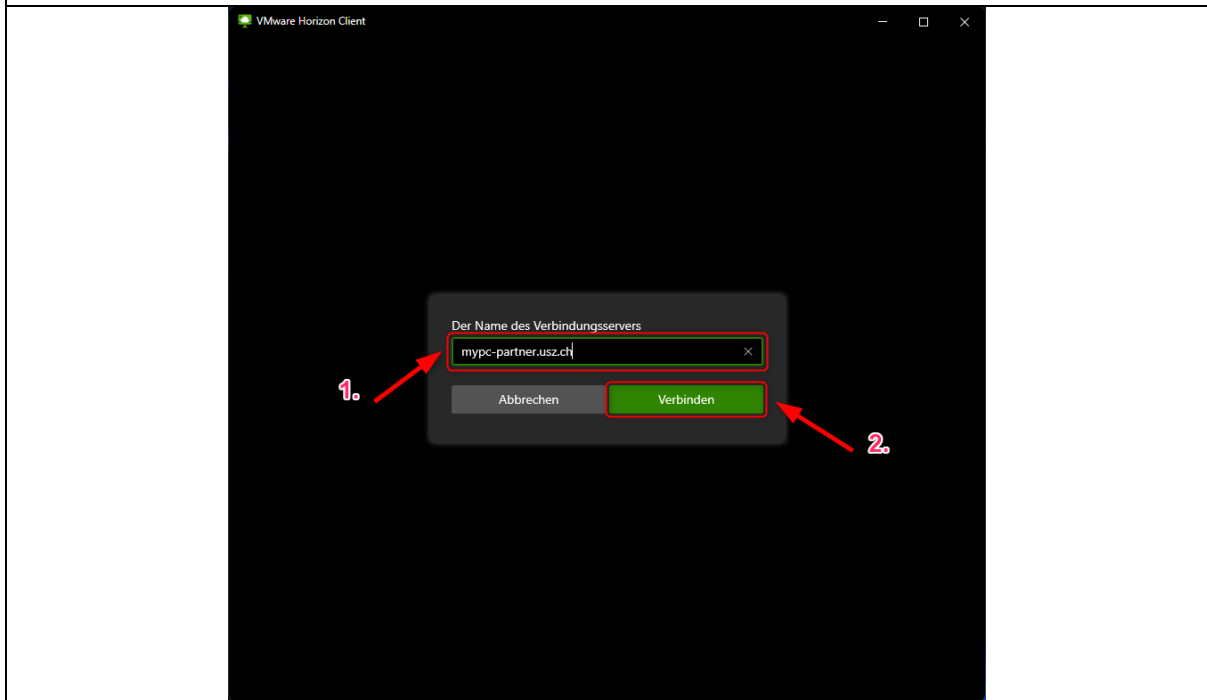 VMware Horizon Client
Der Name des Verbindungsservers
mypc-partner.usz.ch
1.
Abbrechen Verbinden
2.